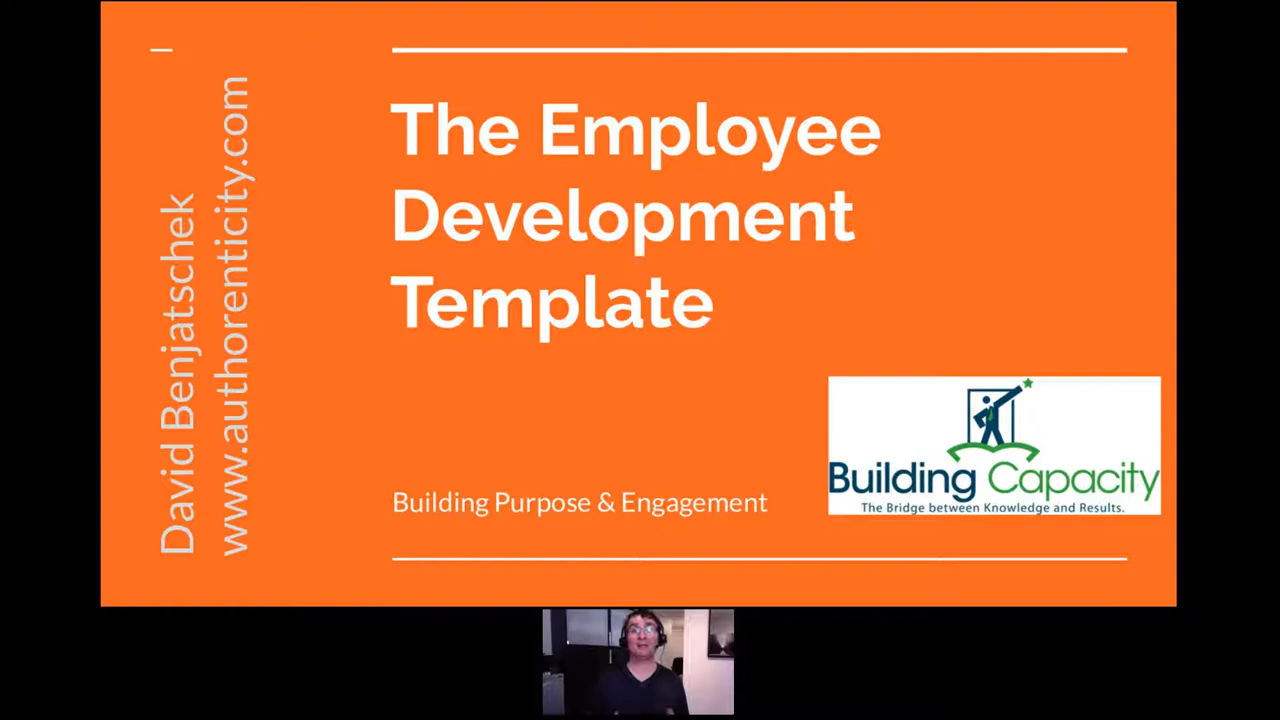 David Benjatschek
www.authorenticity.com
The Employee
Development
Template
Building Purpose & Engagement
Building Capacity
The Bridge between Knowledge and Results.